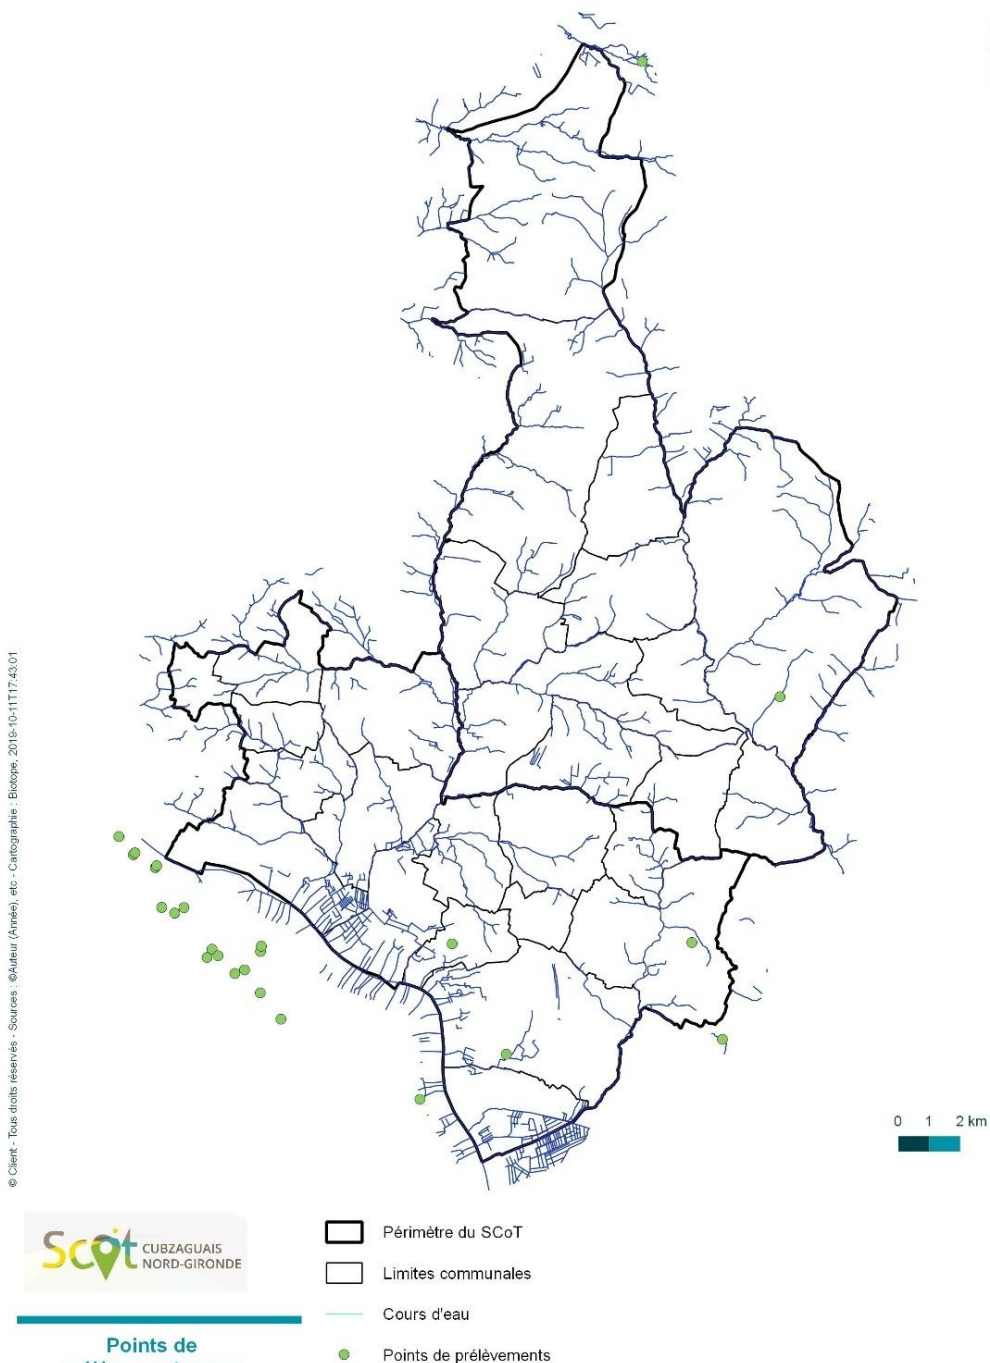 © Client - Tous droits réservés - Sources : ©Auteur (Année), etc - Cartographie : Biotope, 2019-10-11T17:43:01
0 1 2 km
Scot CUBZAGUAIS
NORD-GIRONDE
Périmètre du SCoT
Limites communales
Cours d'eau
Points de prélèvements
Points de